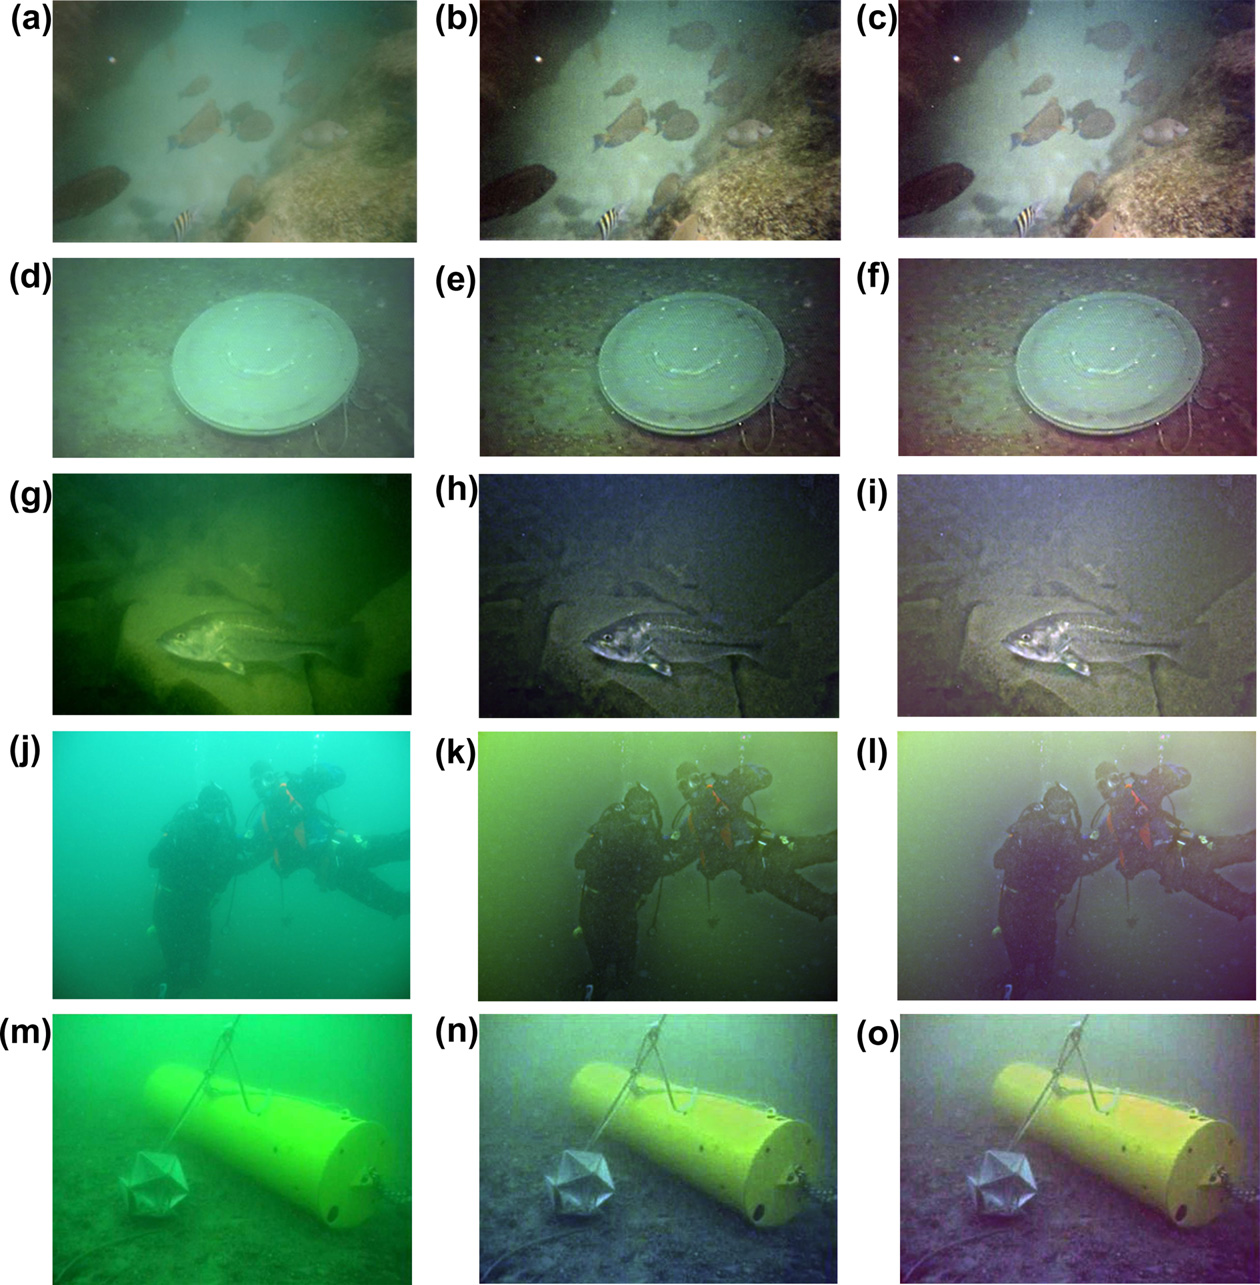 (a) (b) (c)
(d) (e) (f)
(g) (h) (i)
(j) (k) (l)
(m) (n) (o)